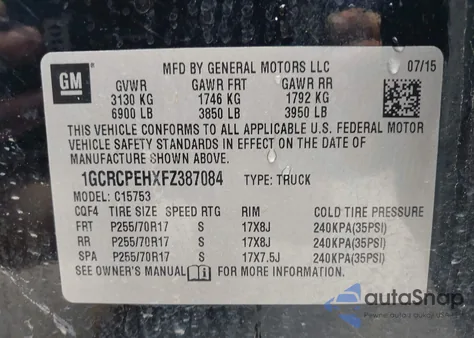 GM
MFD BY GENERAL MOTORS LLC 07/15
GVWR GAWR FRT GAWR RR
3130 KG 1746 KG 1792 KG
6900 LB 3850 LB 3950 LB
THIS VEHICLE CONFORMS TO ALL APPLICABLE U.S. FEDERAL MOTOR
VEHICLE SAFETY STANDARDS IN EFFECT ON THE DATE OF
MANUFACTURE SHOWN ABOVE.
1GCRCPEHXFZ387084 TYPE: TRUCK
MODEL: C15753
CQF4 TIRE SIZE SPEED RTG RIM COLD TIRE PRESSURE
FRT P255/70R17 S 17X8J 240KPA(35PSI)
RR P255/70R17 S 17X8J 240KPA(35PSI)
SPA P255/70R17 S 17X7.5J 240KPA(35PSI)
SEE OWNER'S MANUAL FOR MORE INFORMATION.
autoSnap